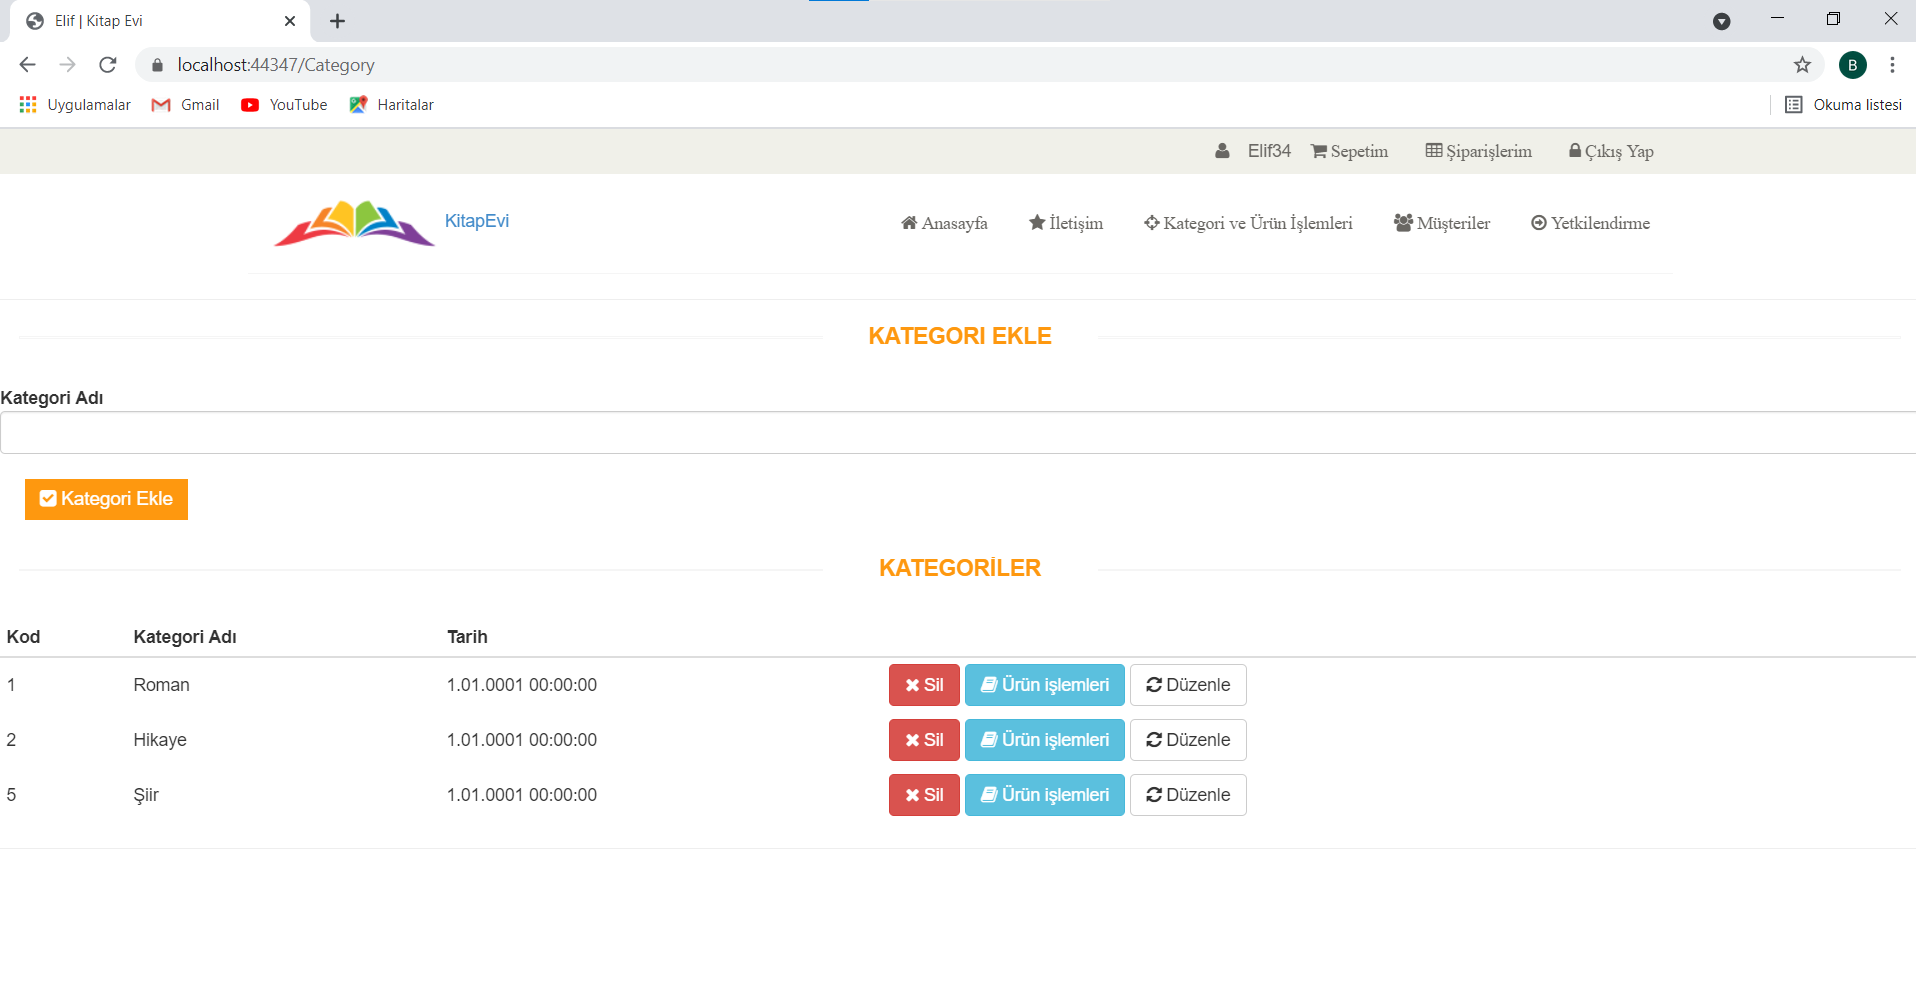 Elif | Kitap Evi
localhost:44347/Category
B
Uygulamalar Gmail YouTube Haritalar Okuma listesi
Elif34 Sepetim Şiparişlerim Çıkış Yap
KitapEvi Anasayfa İletişim Kategori ve Ürün İşlemleri Müşteriler Yetkilendirme
KATEGORI EKLE
Kategori Adı
Kategori Ekle
KATEGORİLER
Kod Kategori Adı Tarih
1 Roman 1.01.0001 00:00:00 Sil Ürün işlemleri Düzenle
2 Hikaye 1.01.0001 00:00:00 Sil Ürün işlemleri Düzenle
5 Şiir 1.01.0001 00:00:00 Sil Ürün işlemleri Düzenle